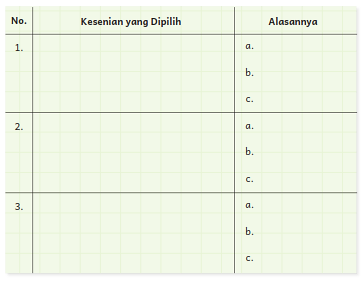 No. Kesenian yang Dipilih Alasannya
1. a.
b.
c.
2. a.
b.
c.
3. a.
b.
c.